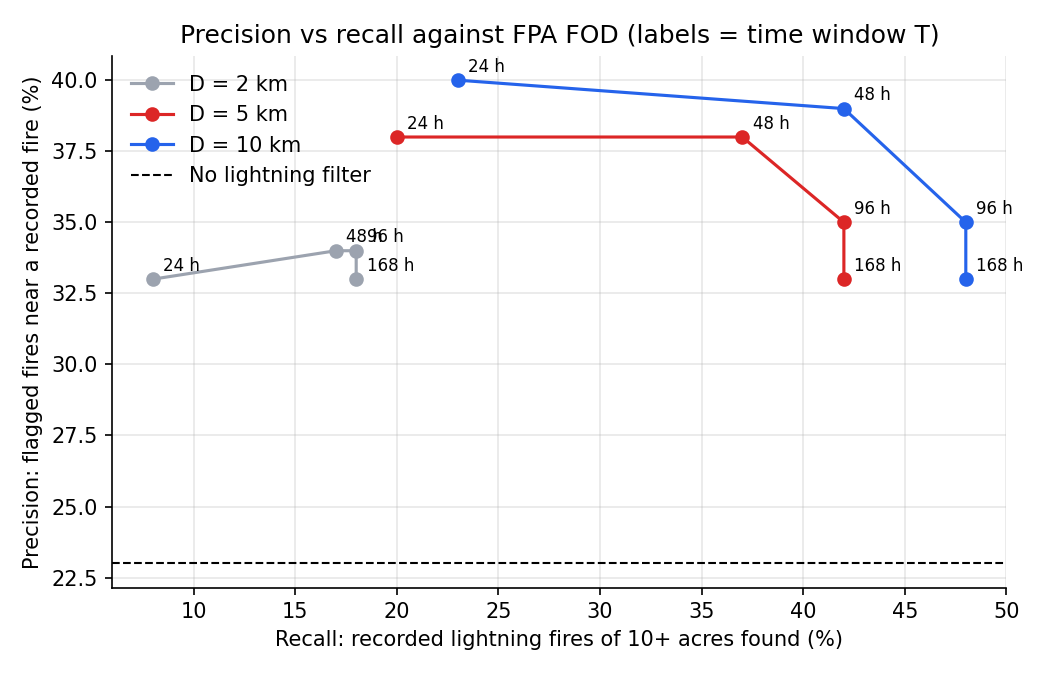 Precision vs recall against FPA FOD (labels = time window T)
Precision: flagged fires near a recorded fire (%)
40.0
37.5
35.0
32.5
30.0
27.5
25.0
22.5
D = 2 km
D = 5 km
D = 10 km
No lightning filter
24 h
48 h
96 h
168 h
24 h
48 h
96 h
168 h
24 h
48 h
96 h
168 h
10
15
20
25
30
35
40
45
50
Recall: recorded lightning fires of 10+ acres found (%)